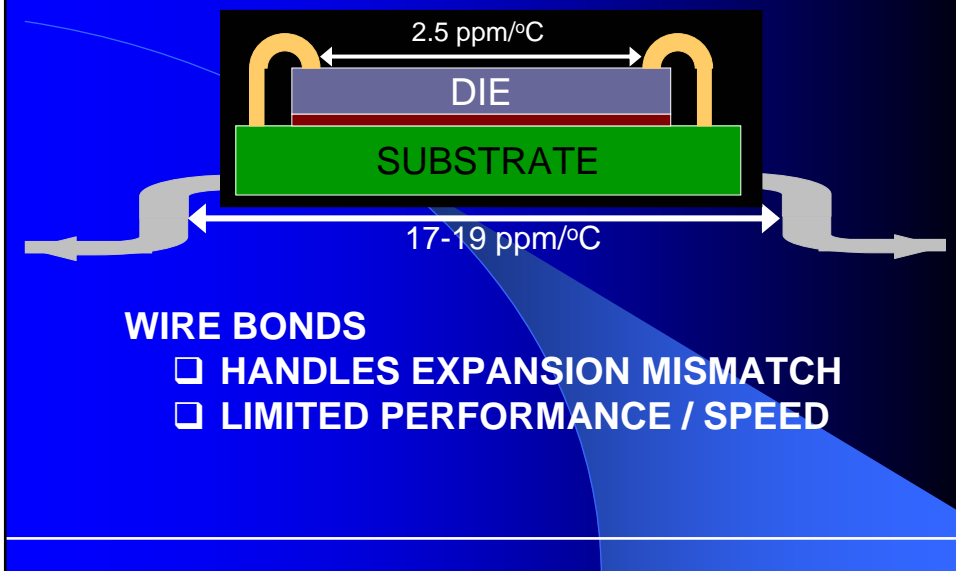 2.5 ppm/°C
DIE
SUBSTRATE
17-19 ppm/°C
WIRE BONDS
❑ HANDLES EXPANSION MISMATCH
❑ LIMITED PERFORMANCE / SPEED